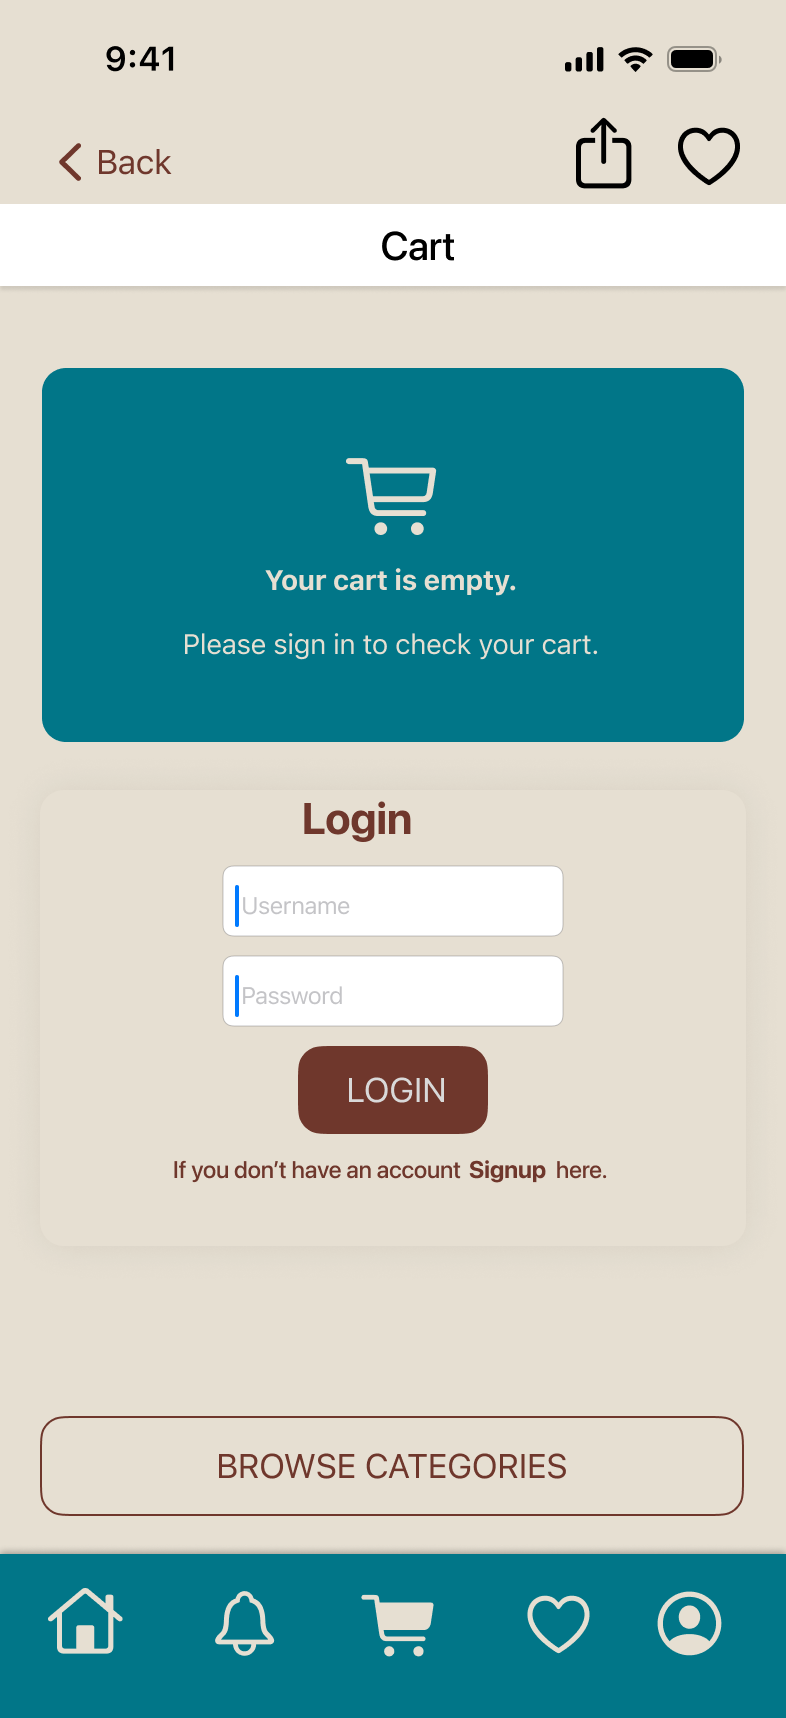 9:41
Back
Cart
Your cart is empty.
Please sign in to check your cart.
Login
Username
Password
LOGIN
If you don’t have an account Signup here.
BROWSE CATEGORIES